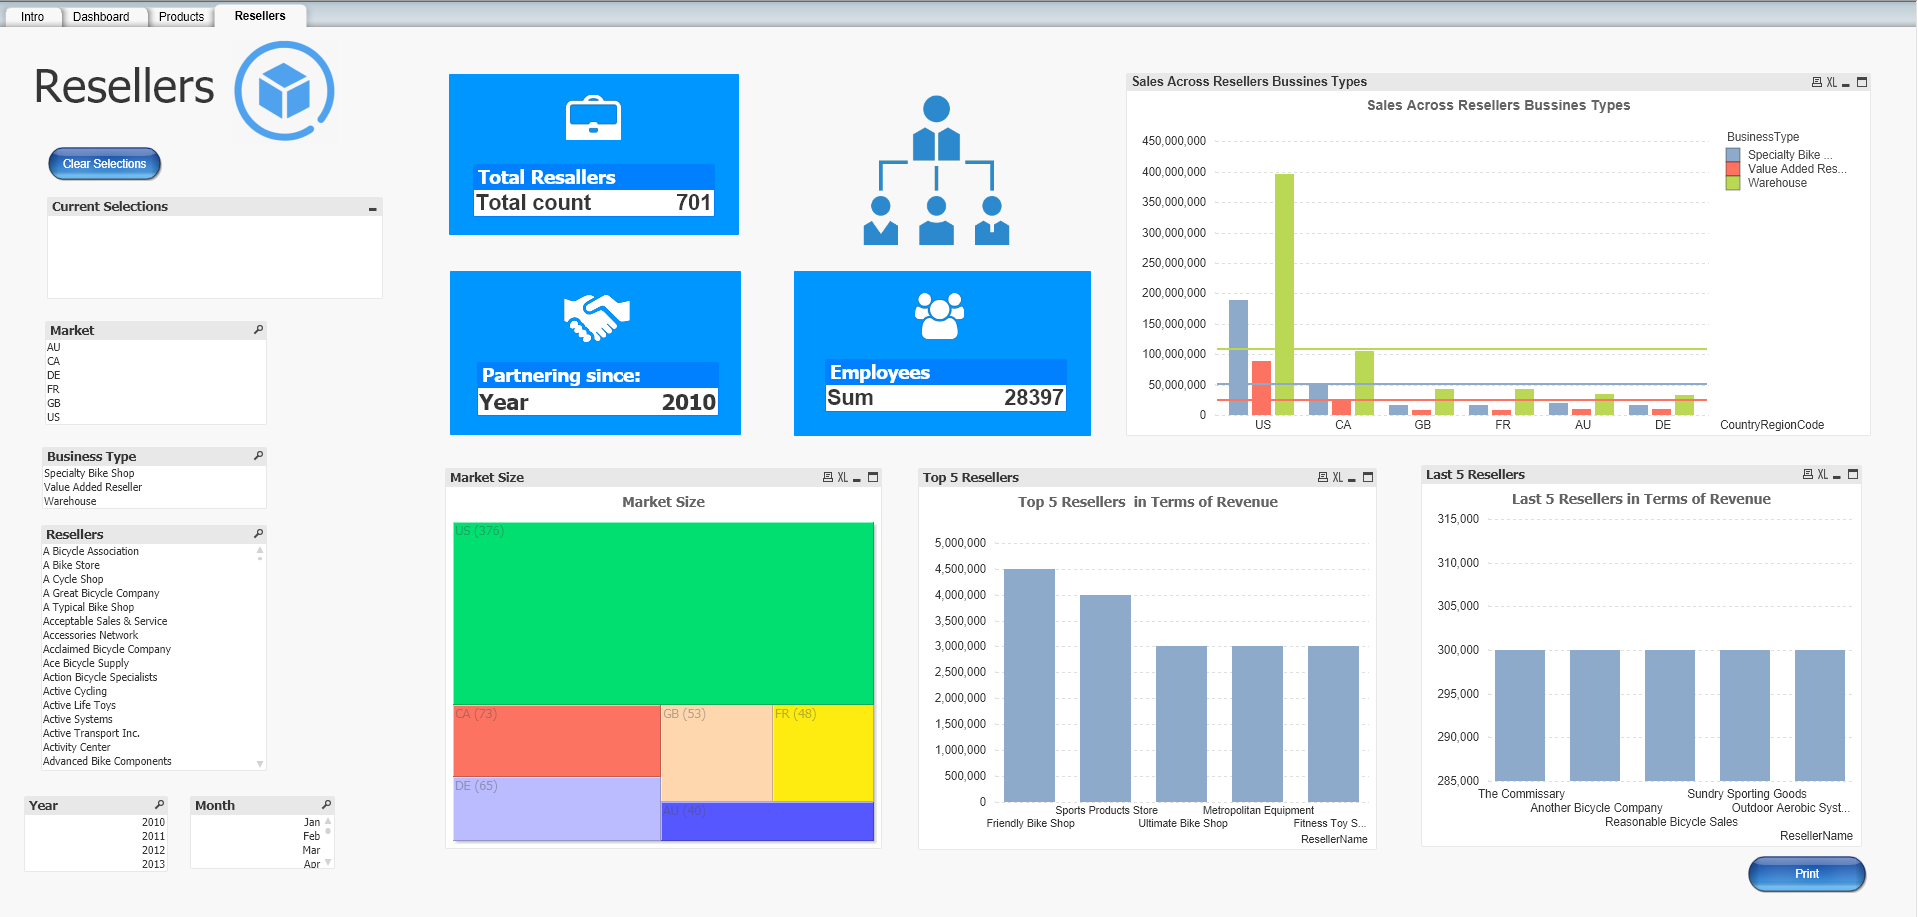 Intro
Dashboard
Products
Resellers
Resellers
Clear Selections
Current Selections
Market
AU
CA
DE
FR
GB
US
Business Type
Specialty Bike Shop
Value Added Reseller
Warehouse
Resellers
A Bicycle Association
A Bike Store
A Cycle Shop
A Great Bicycle Company
A Typical Bike Shop
Acceptable Sales & Service
Accessories Network
Acclaimed Bicycle Company
Ace Bicycle Supply
Action Bicycle Specialists
Active Cycling
Active Life Toys
Active Systems
Active Transport Inc.
Activity Center
Advanced Bike Components
Year
2010
2011
2012
2013
Month
Jan
Feb
Mar
Apr
Total Resallers
Total count 701
Partnering since:
Year 2010
Employees
Sum 28397
Sales Across Resellers Bussines Types
XL
Sales Across Resellers Bussines Types
450,000,000
400,000,000
350,000,000
300,000,000
250,000,000
200,000,000
150,000,000
100,000,000
50,000,000
0
US
CA
GB
FR
AU
DE
CountryRegionCode
BusinessType
Specialty Bike ...
Value Added Res...
Warehouse
Market Size
XL
Market Size
US (376)
CA (73)
GB (53)
FR (48)
DE (65)
AU (40)
Top 5 Resellers
XL
Top 5 Resellers in Terms of Revenue
5,000,000
4,500,000
4,000,000
3,500,000
3,000,000
2,500,000
2,000,000
1,500,000
1,000,000
500,000
0
Sports Products Store
Metropolitan Equipment
Friendly Bike Shop
Ultimate Bike Shop
Fitness Toy S...
ResellerName
Last 5 Resellers
XL
Last 5 Resellers in Terms of Revenue
315,000
310,000
305,000
300,000
295,000
290,000
285,000
The Commissary
Sundry Sporting Goods
Another Bicycle Company
Outdoor Aerobic Syst...
Reasonable Bicycle Sales
ResellerName
Print